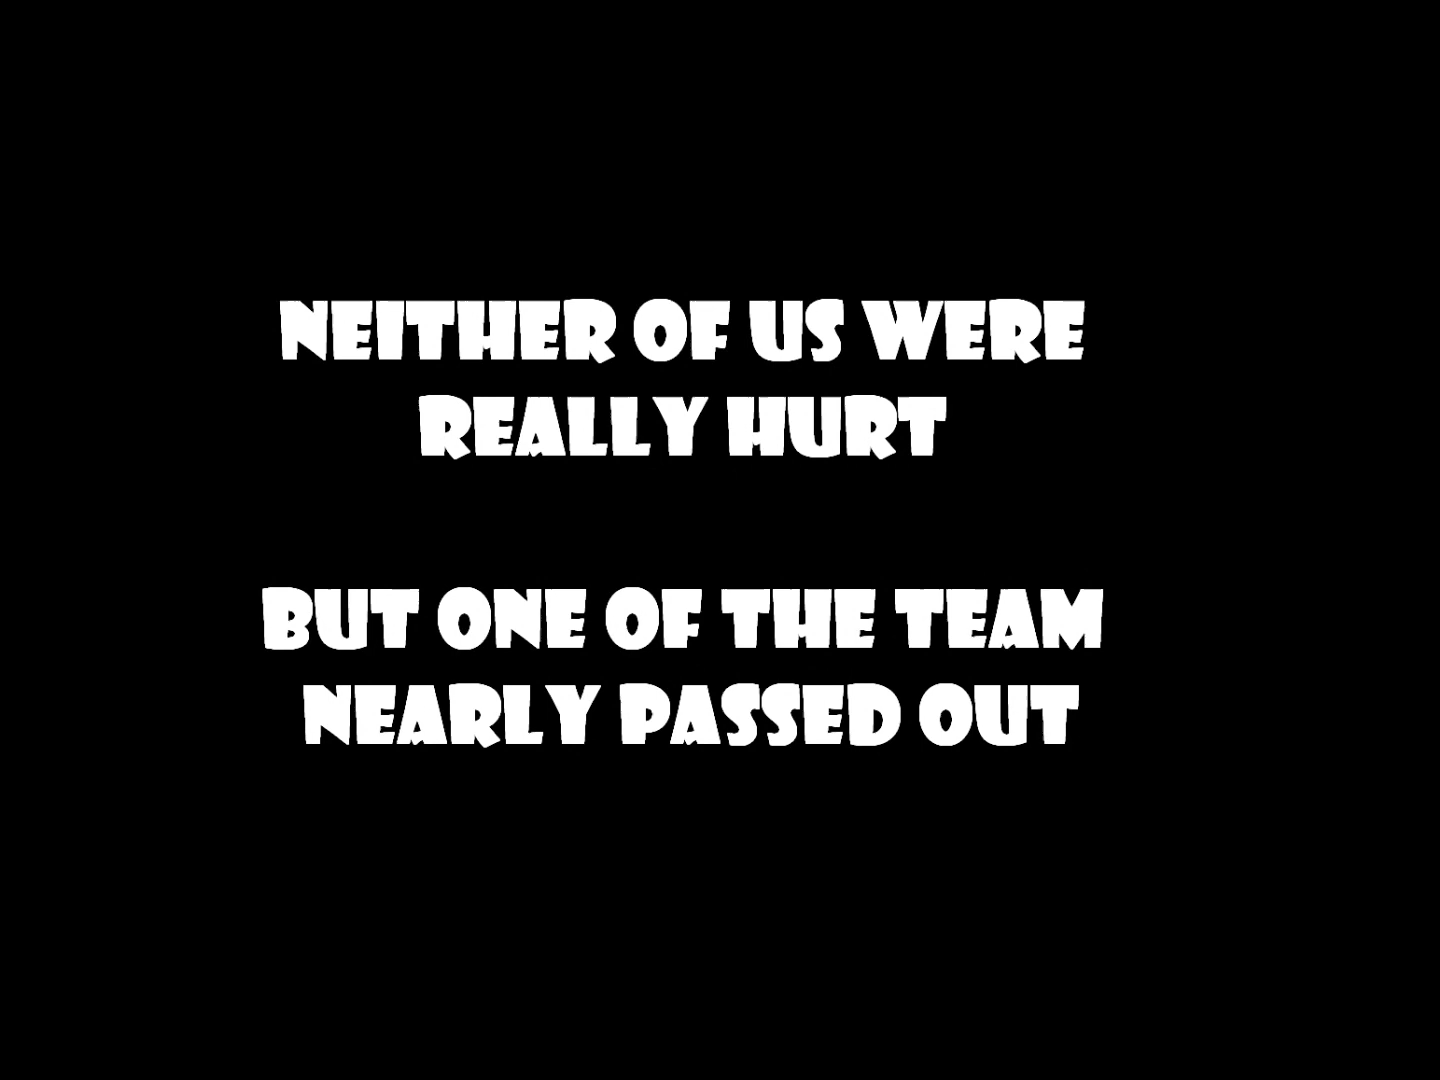 NEITHER OF US WERE
REALLY HURT
BUT ONE OF THE TEAM
NEARLY PASSED OUT